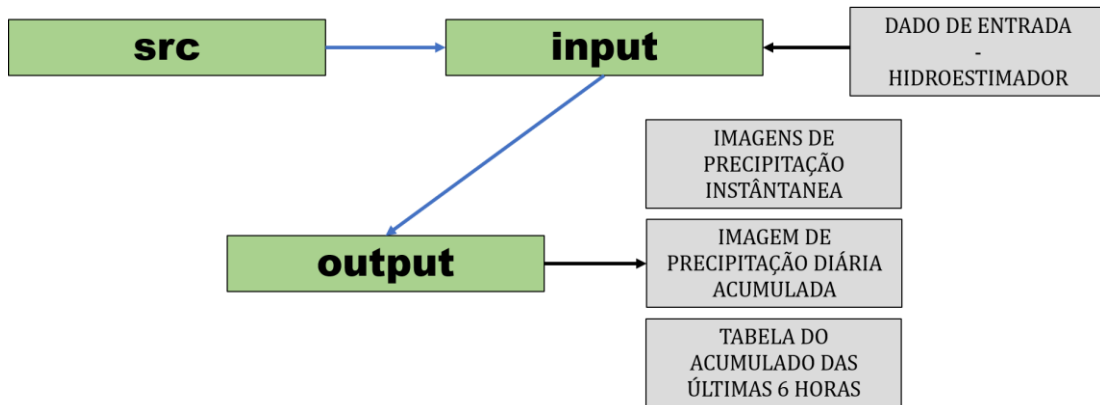 src
input
DADO DE ENTRADA
-
HIDROESTIMADOR
IMAGENS DE
PRECIPITAÇÃO
INSTÂNTANEA
output
IMAGEM DE
PRECIPITAÇÃO DIÁRIA
ACUMULADA
TABELA DO
ACUMULADO DAS
ÚLTIMAS 6 HORAS